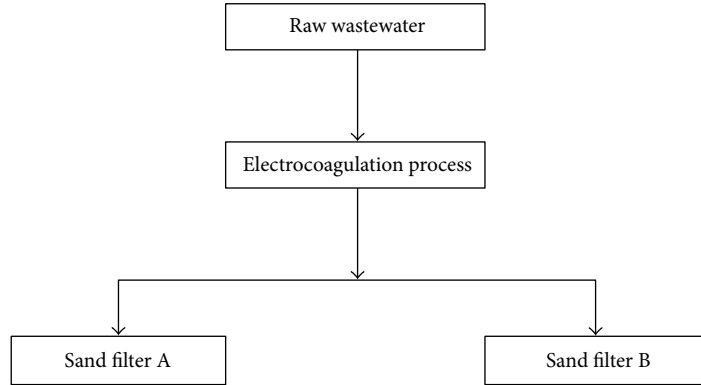 Raw wastewater
Electrocoagulation process
Sand filter A
Sand filter B